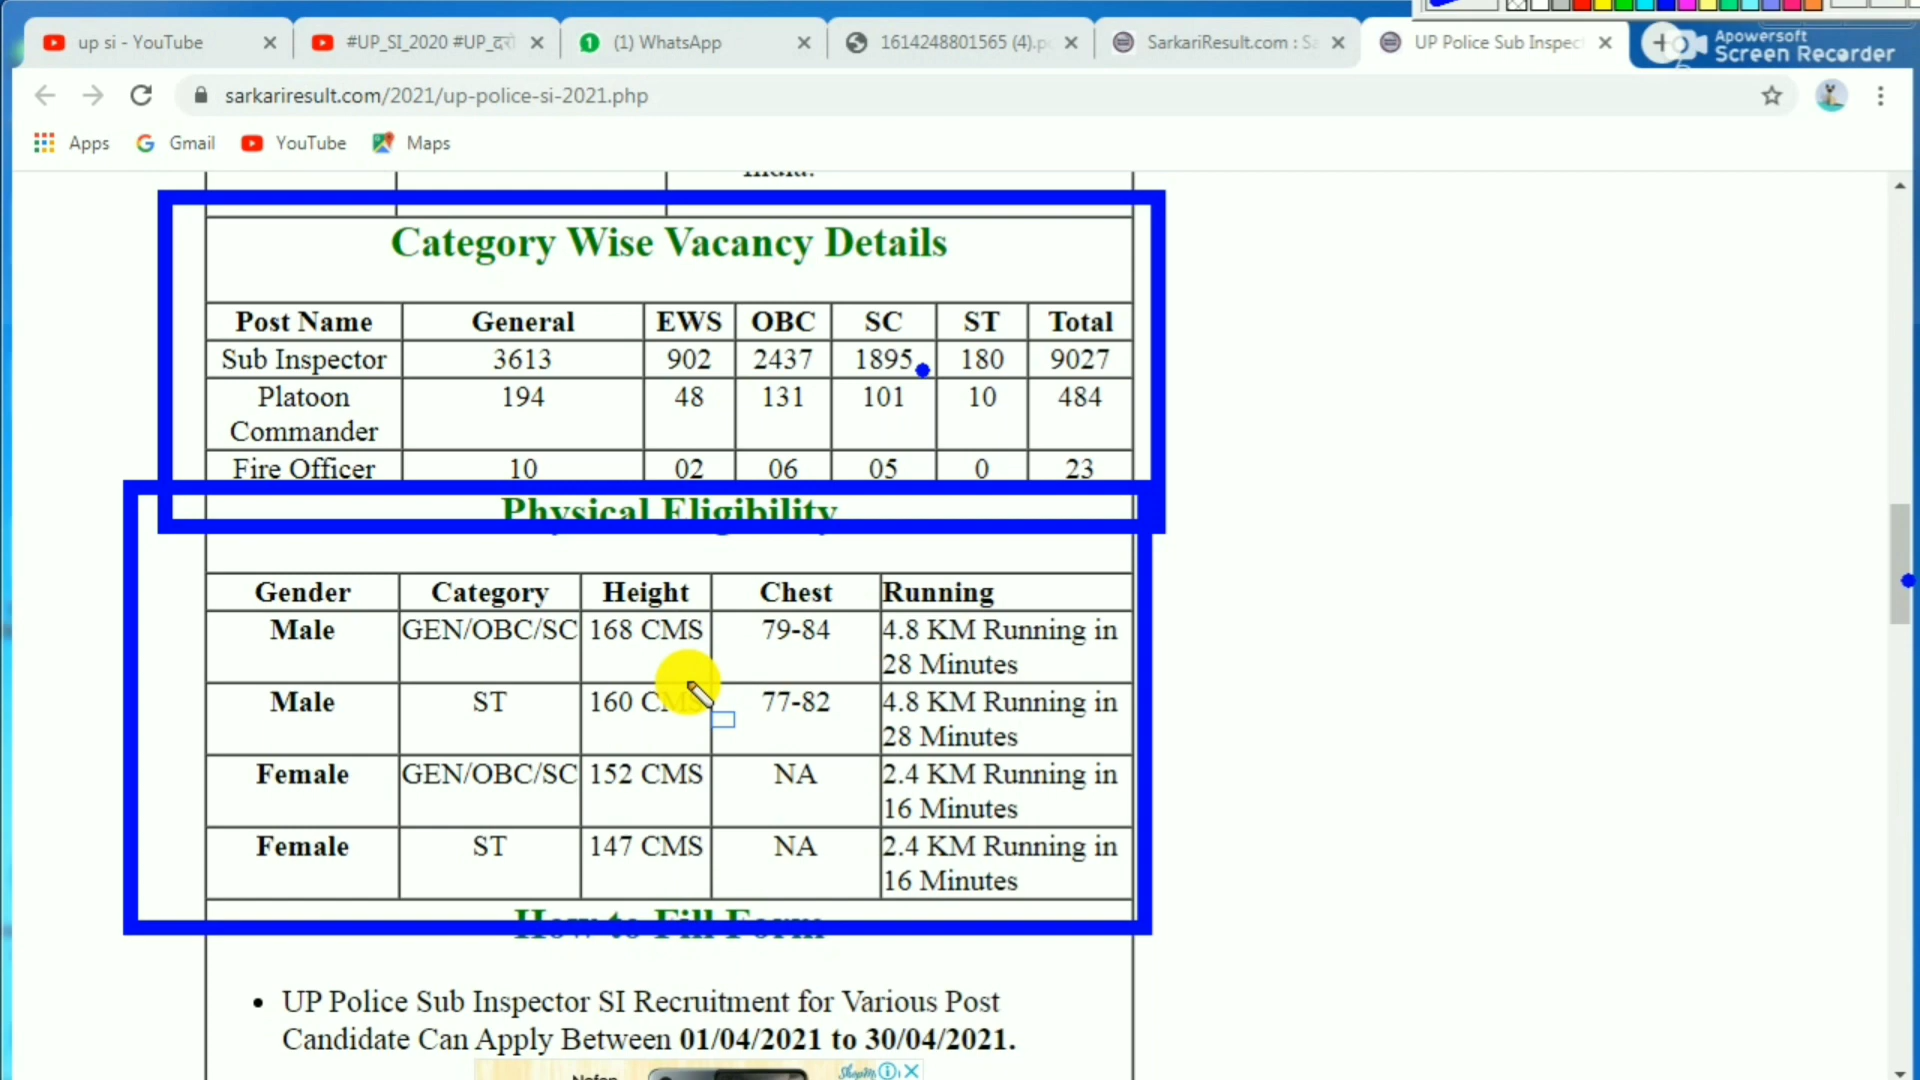 up si - YouTube
#UP_SI_2020 #UP_दरो
(1) WhatsApp
1614248801565 (4).p
SarkariResult.com : Sa
UP Police Sub Inspec
Apowersoft
Screen Recorder
sarkariresult.com/2021/up-police-si-2021.php
Apps
Gmail
YouTube
Maps
India.
Category Wise Vacancy Details
Post Name General EWS OBC SC ST Total
Sub Inspector 3613 902 2437 1895 180 9027
Platoon Commander 194 48 131 101 10 484
Fire Officer 10 02 06 05 0 23
Physical Eligibility
Gender Category Height Chest Running
Male GEN/OBC/SC 168 CMS 79-84 4.8 KM Running in
28 Minutes
Male ST 160 CMS 77-82 4.8 KM Running in
28 Minutes
Female GEN/OBC/SC 152 CMS NA 2.4 KM Running in
16 Minutes
Female ST 147 CMS NA 2.4 KM Running in
16 Minutes
How to Fill Form
• UP Police Sub Inspector SI Recruitment for Various Post
Candidate Can Apply Between 01/04/2021 to 30/04/2021.